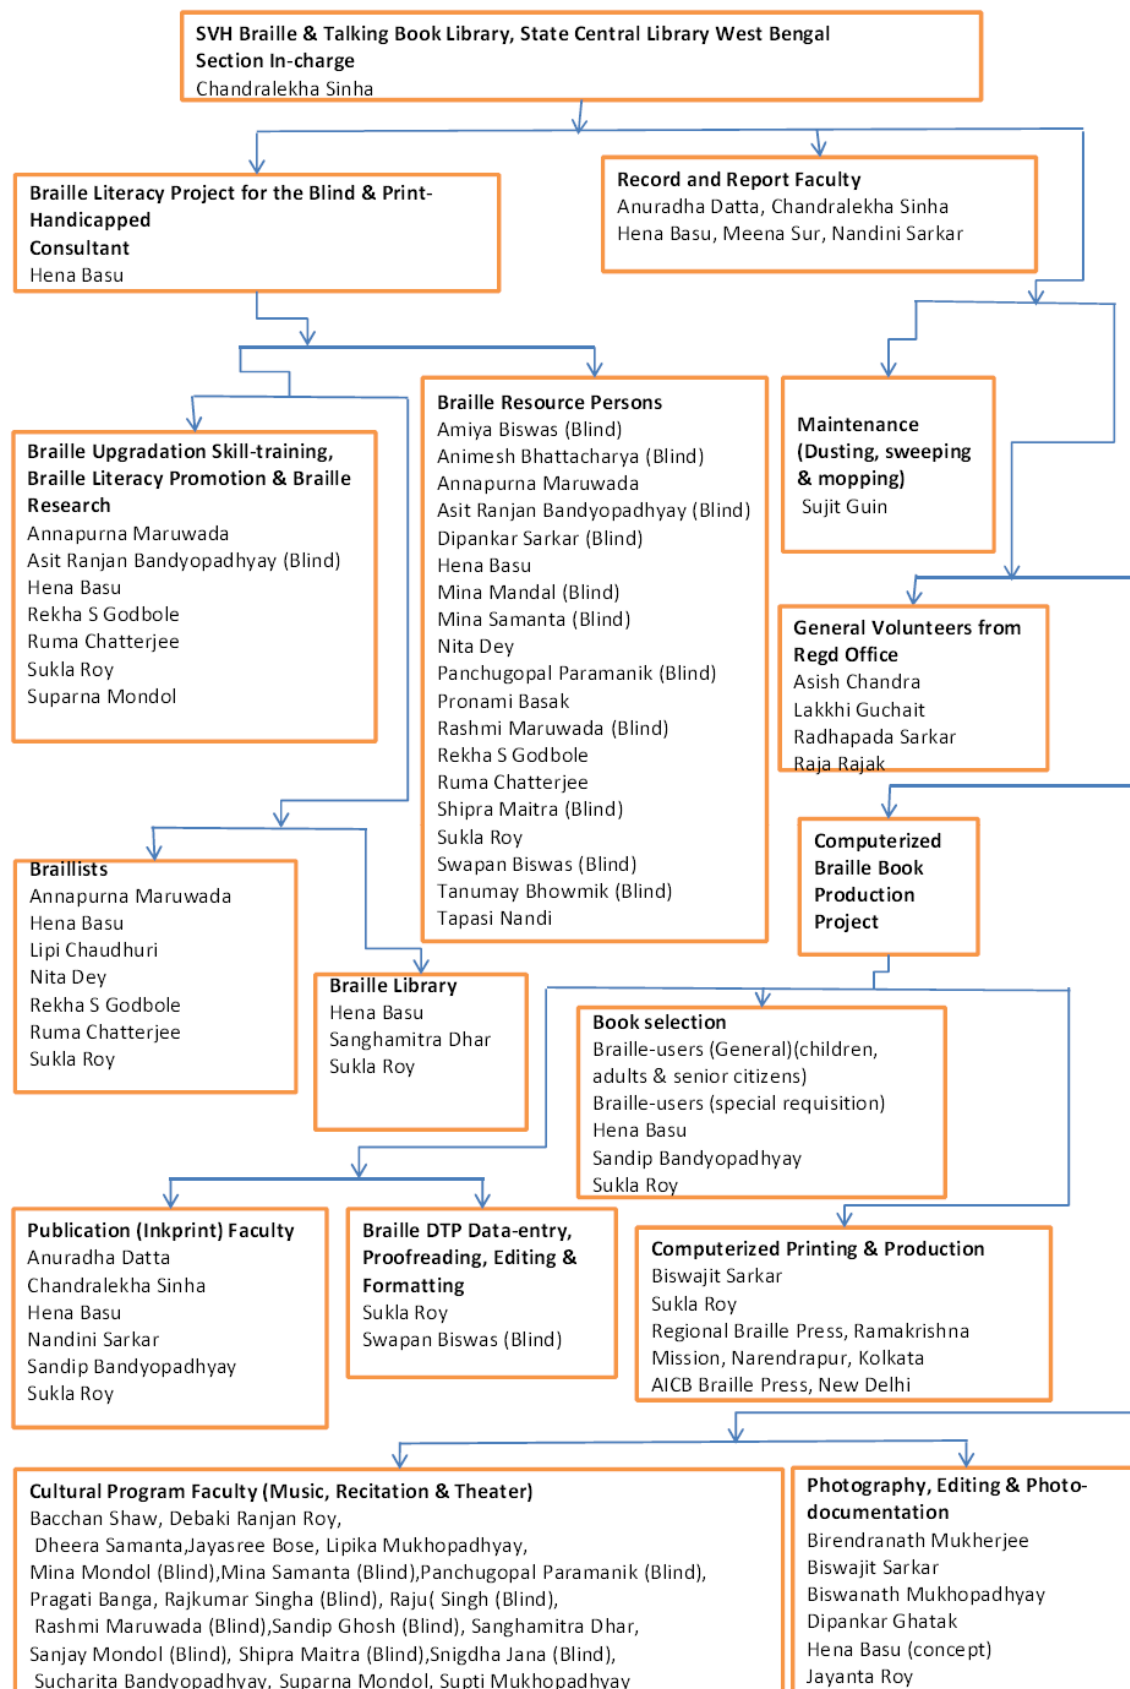 SVH Braille & Talking Book Library, State Central Library West Bengal
Section In-charge
Chandralekha Sinha
Braille Literacy Project for the Blind & Print-
Handicapped
Consultant
Hena Basu
Record and Report Faculty
Anuradha Datta, Chandralekha Sinha
Hena Basu, Meena Sur, Nandini Sarkar
Braille Upgradation Skill-training,
Braille Literacy Promotion & Braille
Research
Annapurna Maruwada
Asit Ranjan Bandyopadhyay (Blind)
Hena Basu
Rekha S Godbole
Ruma Chatterjee
Sukla Roy
Suparna Mondol
Braille Resource Persons
Amiya Biswas (Blind)
Animesh Bhattacharya (Blind)
Annapurna Maruwada
Asit Ranjan Bandyopadhyay (Blind)
Dipankar Sarkar (Blind)
Hena Basu
Mina Mandal (Blind)
Mina Samanta (Blind)
Nita Dey
Panchugopal Paramanik (Blind)
Pronami Basak
Rashmi Maruwada (Blind)
Rekha S Godbole
Ruma Chatterjee
Shipra Maitra (Blind)
Sukla Roy
Swapan Biswas (Blind)
Tanumay Bhowmik (Blind)
Tapasi Nandi
Maintenance
(Dusting, sweeping
& mopping)
Sujit Guin
General Volunteers from
Regd Office
Asish Chandra
Lakkhi Guchait
Radhapada Sarkar
Raja Rajak
Computerized
Braille Book
Production
Project
Braillists
Annapurna Maruwada
Hena Basu
Lipi Chaudhuri
Nita Dey
Rekha S Godbole
Ruma Chatterjee
Sukla Roy
Braille Library
Hena Basu
Sanghamitra Dhar
Sukla Roy
Book selection
Braille-users (General)(children,
adults & senior citizens)
Braille-users (special requisition)
Hena Basu
Sandip Bandyopadhyay
Sukla Roy
Publication (Inkprint) Faculty
Anuradha Datta
Chandralekha Sinha
Hena Basu
Nandini Sarkar
Sandip Bandyopadhyay
Sukla Roy
Braille DTP Data-entry,
Proofreading, Editing &
Formatting
Sukla Roy
Swapan Biswas (Blind)
Computerized Printing & Production
Biswajit Sarkar
Sukla Roy
Regional Braille Press, Ramakrishna
Mission, Narendrapur, Kolkata
AICB Braille Press, New Delhi
Cultural Program Faculty (Music, Recitation & Theater)
Bacchan Shaw, Debaki Ranjan Roy,
Dheera Samanta,Jayasree Bose, Lipika Mukhopadhyay,
Mina Mondol (Blind),Mina Samanta (Blind),Panchugopal Paramanik (Blind),
Pragati Banga, Rajkumar Singha (Blind), Raju( Singh (Blind),
Rashmi Maruwada (Blind),Sandip Ghosh (Blind), Sanghamitra Dhar,
Sanjay Mondol (Blind), Shipra Maitra (Blind),Snigdha Jana (Blind),
Sucharita Bandyopadhyay, Suparna Mondol, Supti Mukhopadhyay
Photography, Editing & Photo-
documentation
Birendranath Mukherjee
Biswajit Sarkar
Biswanath Mukhopadhyay
Dipankar Ghatak
Hena Basu (concept)
Jayanta Roy